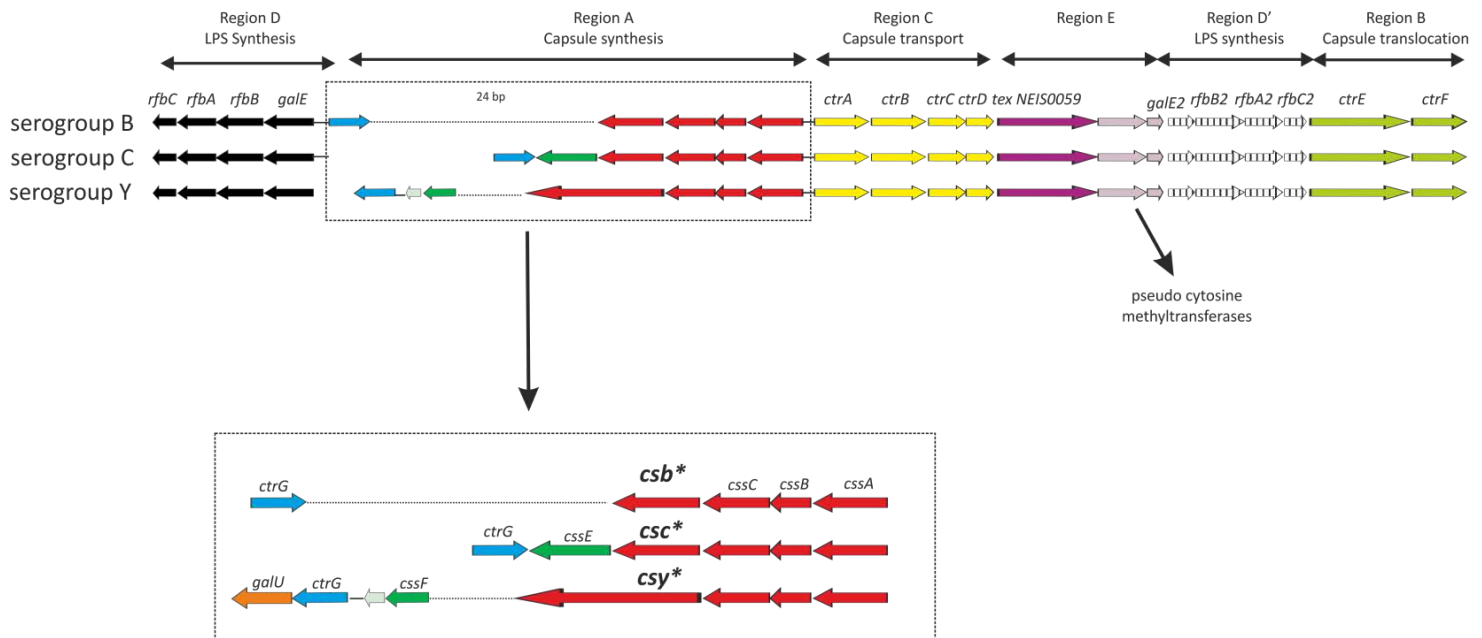 Region D
LPS Synthesis
Region A
Capsule synthesis
Region C
Capsule transport
Region E
Region D’
LPS synthesis
Region B
Capsule translocation
rfbC rfbA rfbB galE
24 bp
ctrA ctrB ctrC ctrD tex NEIS0059
galE2 rfbB2 rfbA2 rfbC2
ctrE ctrF
serogroup B
serogroup C
serogroup Y
pseudo cytosine
methyltransferases
ctrG csb* cssC cssB cssA
ctrG cssE csc*
galU ctrG cssF csy*